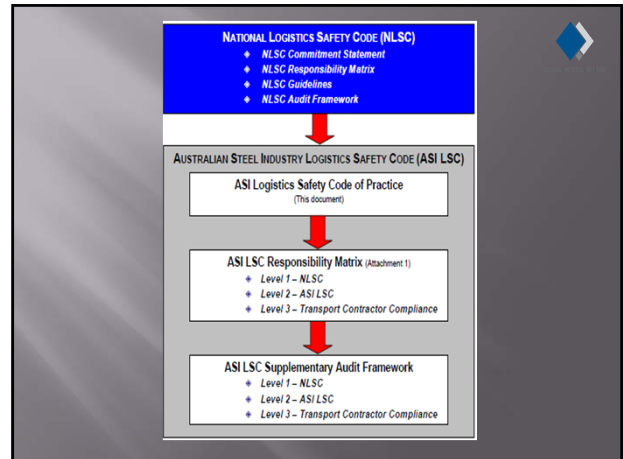 NATIONAL LOGISTICS SAFETY CODE (NLSC)
NLSC Commitment Statement
NLSC Responsibility Matrix
NLSC Guidelines
NLSC Audit Framework
AUSTRALIAN STEEL INDUSTRY LOGISTICS SAFETY CODE (ASI LSC)
ASI Logistics Safety Code of Practice
(This document)
ASI LSC Responsibility Matrix (Attachment 1)
Level 1 – NLSC
Level 2 – ASI LSC
Level 3 – Transport Contractor Compliance
ASI LSC Supplementary Audit Framework
Level 1 – NLSC
Level 2 – ASI LSC
Level 3 – Transport Contractor Compliance